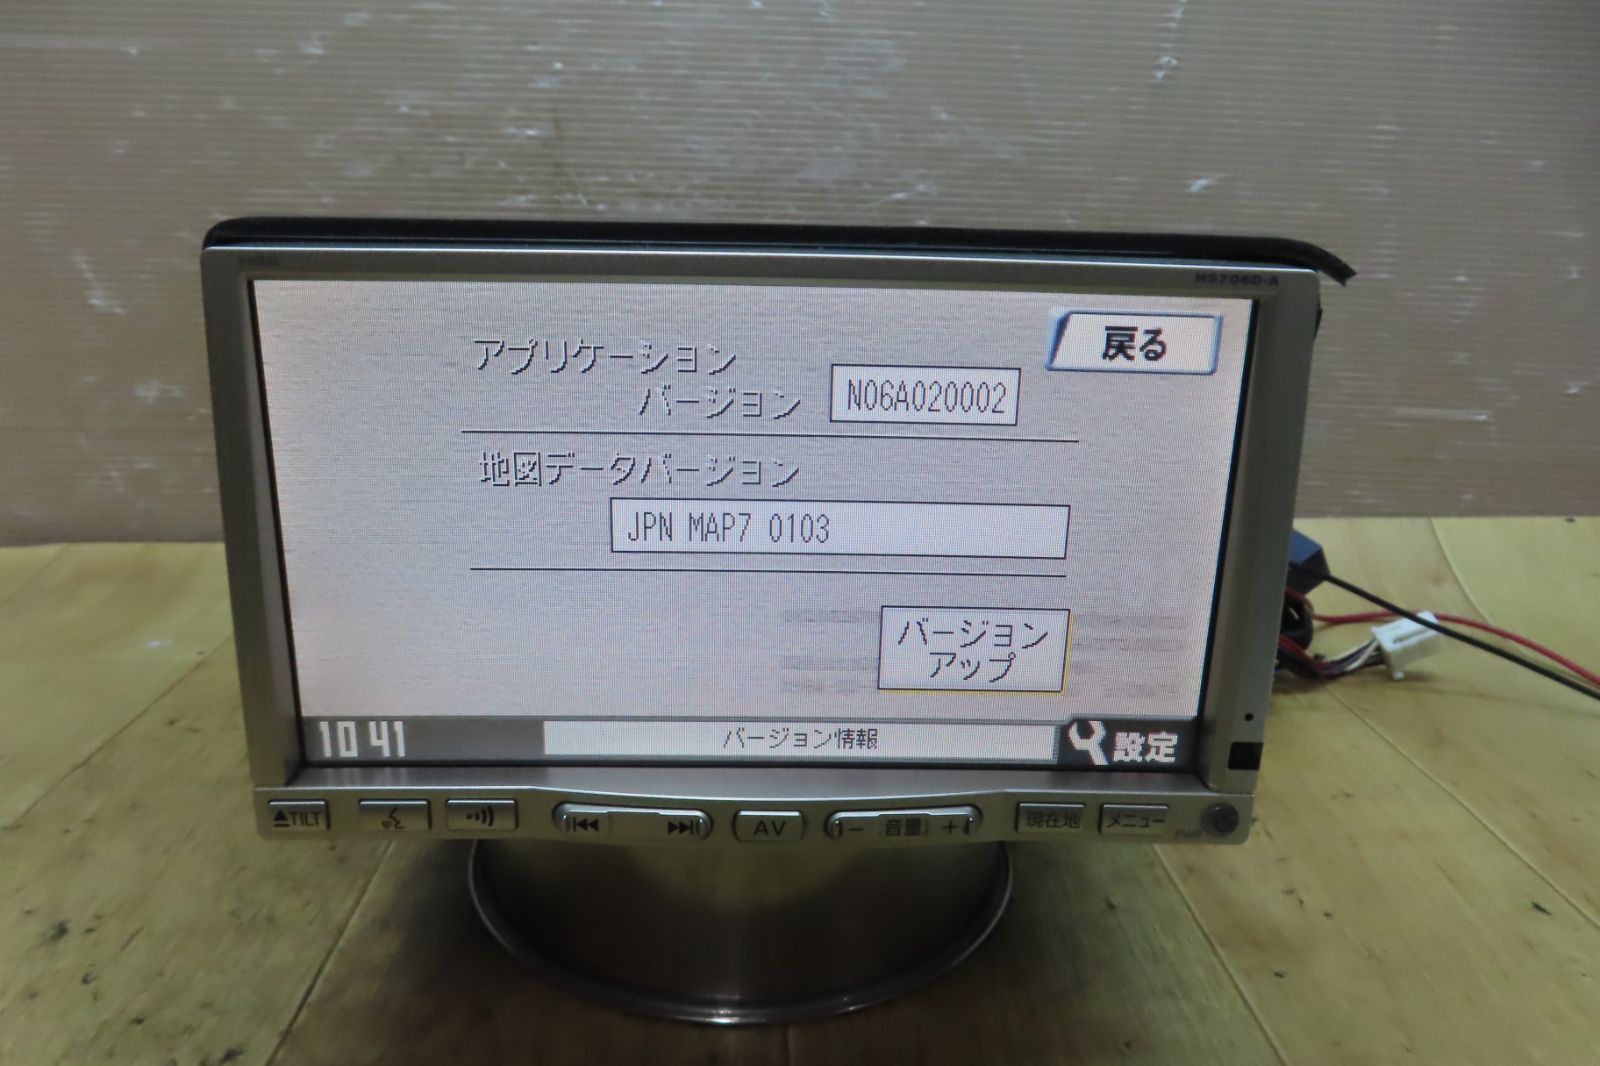 HS706D-A
戻る
アプリケーション
バージョン
N06A020002
地図データバージョン
JPN MAP7 0103
バージョン
アップ
10 41
バージョン情報
設定
▲TILT
AV
− 音量 +
現在地
メニュー
PWR